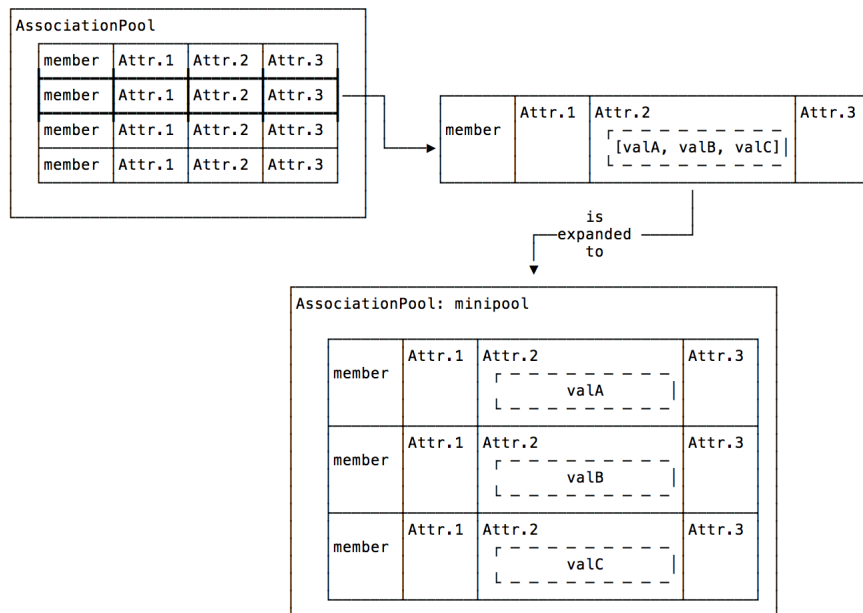 AssociationPool
member Attr.1 Attr.2 Attr.3
member Attr.1 Attr.2 Attr.3
member Attr.1 Attr.2 Attr.3
member Attr.1 Attr.2 Attr.3
Attr.1 Attr.2 Attr.3
member
[valA, valB, valC]
is
expanded
to
AssociationPool: minipool
Attr.1 Attr.2 Attr.3
member
valA
Attr.1 Attr.2 Attr.3
member
valB
Attr.1 Attr.2 Attr.3
member
valC